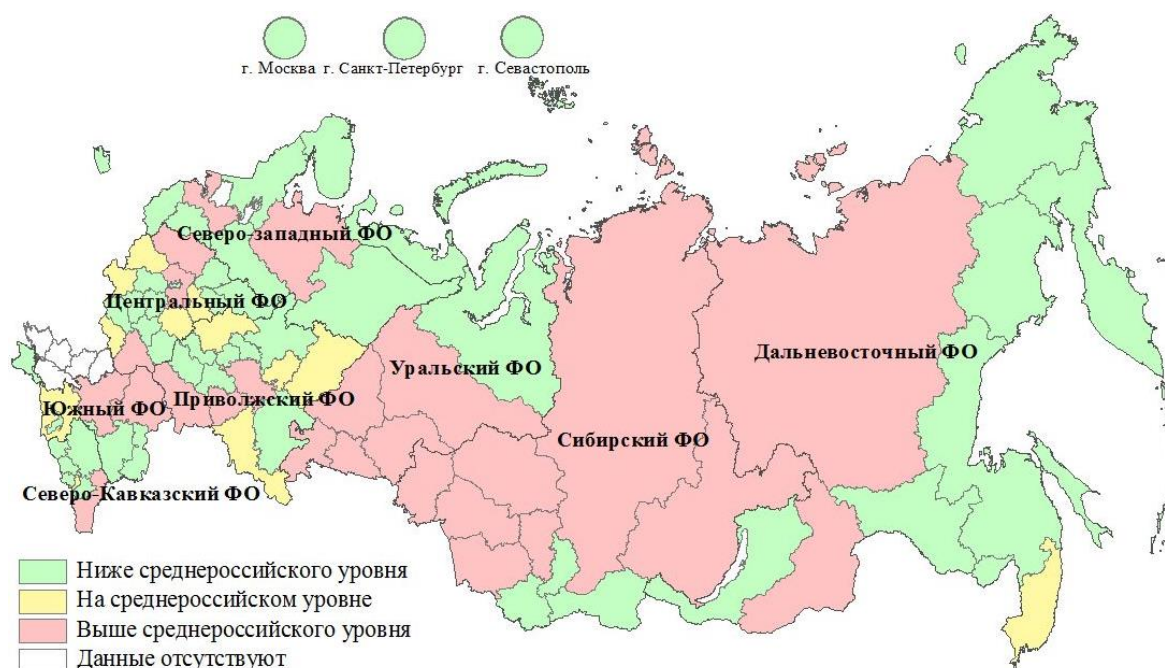 г. Москва г. Санкт-Петербург г. Севастополь
Северо-западный ФО
Центральный ФО
Уральский ФО
Дальневосточный ФО
Южный ФО
Приволжский ФО
Сибирский ФО
Северо-Кавказский ФО
Ниже среднероссийского уровня
На среднероссийском уровне
Выше среднероссийского уровня
Данные отсутствуют